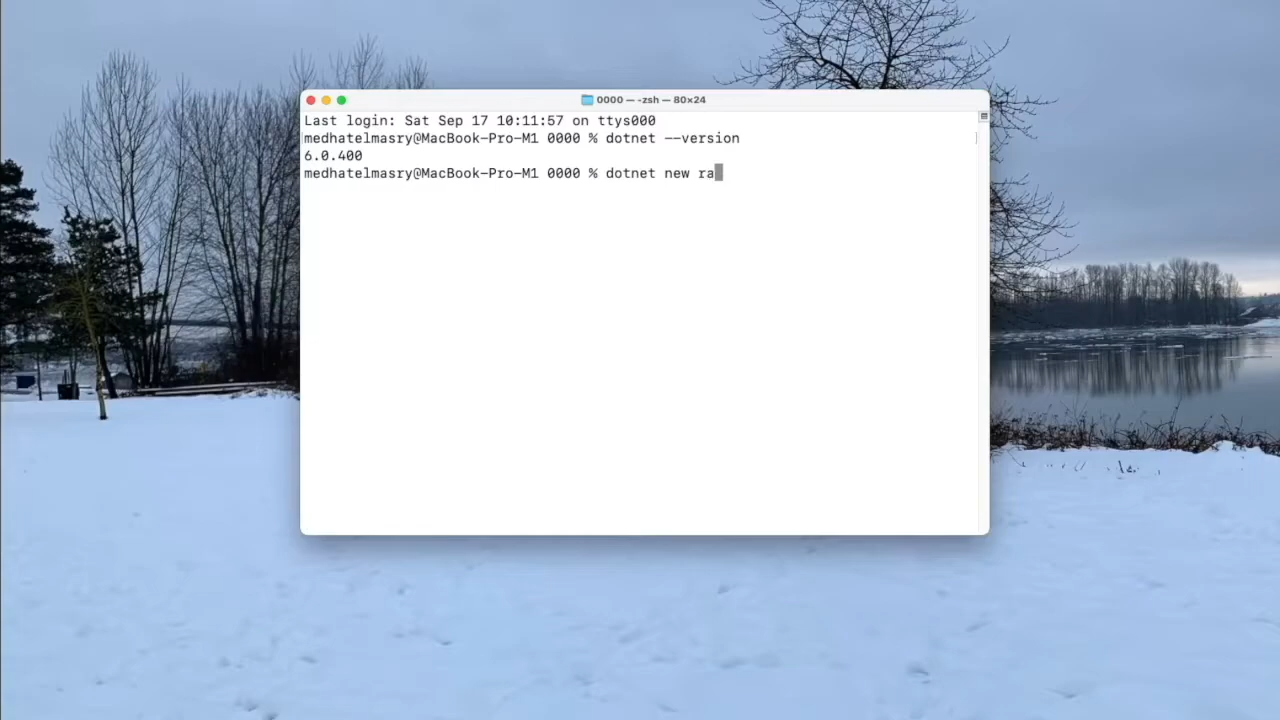 0000 — -zsh — 80×24
Last login: Sat Sep 17 10:11:57 on ttys000
medhatelmasry@MacBook-Pro-M1 0000 % dotnet --version
6.0.400
medhatelmasry@MacBook-Pro-M1 0000 % dotnet new ra